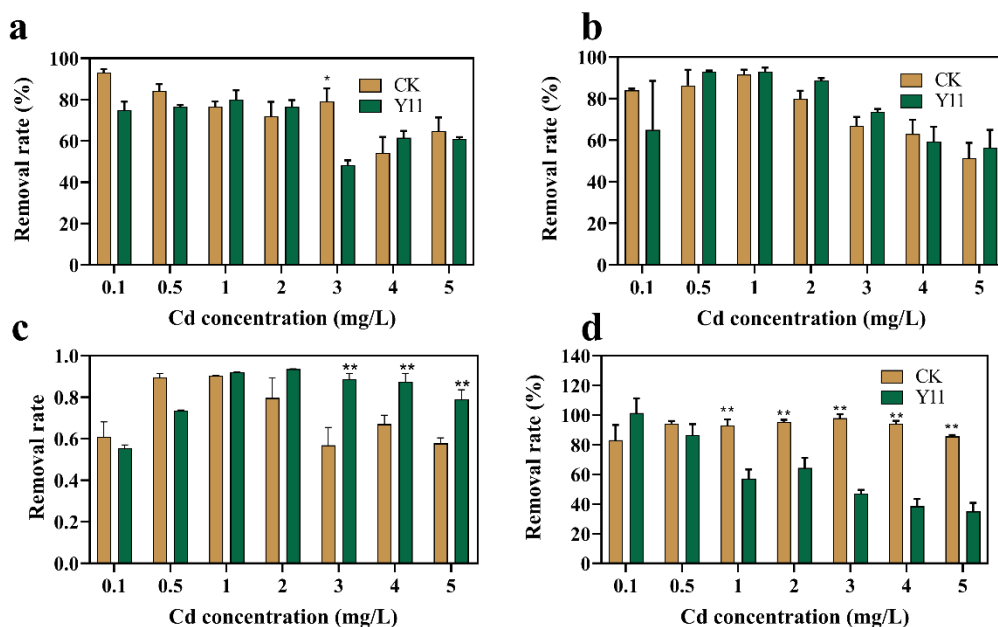 a
Removal rate (%)
100
80
60
40
20
0
*
CK
Y11
0.1 0.5 1 2 3 4 5
Cd concentration (mg/L)
b
Removal rate (%)
100
80
60
40
20
0
CK
Y11
0.1 0.5 1 2 3 4 5
Cd concentration (mg/L)
c
Removal rate
1.0
0.8
0.6
0.4
0.2
0.0
** ** **
0.1 0.5 1 2 3 4 5
Cd concentration (mg/L)
d
Removal rate (%)
140
120
100
80
60
40
20
0
CK
Y11
** ** ** ** **
0.1 0.5 1 2 3 4 5
Cd concentration (mg/L)